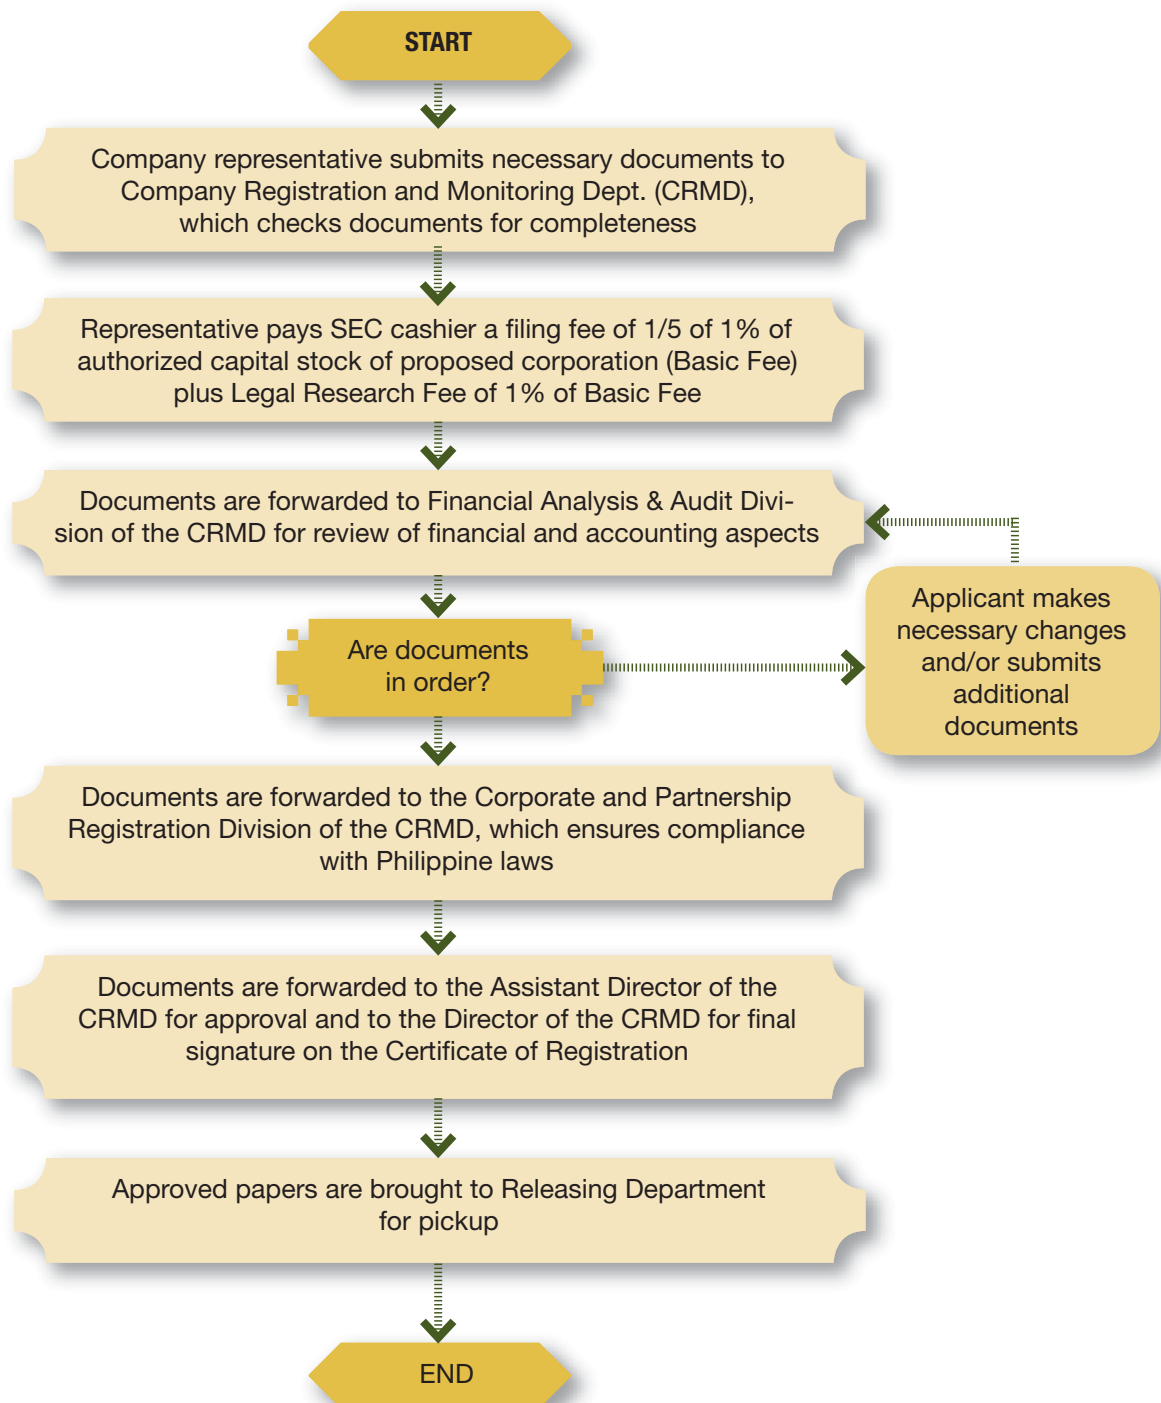 START
Company representative submits necessary documents to
Company Registration and Monitoring Dept. (CRMD),
which checks documents for completeness
Representative pays SEC cashier a filing fee of 1/5 of 1% of
authorized capital stock of proposed corporation (Basic Fee)
plus Legal Research Fee of 1% of Basic Fee
Documents are forwarded to Financial Analysis & Audit Divi-
sion of the CRMD for review of financial and accounting aspects
Are documents
in order?
Applicant makes
necessary changes
and/or submits
additional
documents
Documents are forwarded to the Corporate and Partnership
Registration Division of the CRMD, which ensures compliance
with Philippine laws
Documents are forwarded to the Assistant Director of the
CRMD for approval and to the Director of the CRMD for final
signature on the Certificate of Registration
Approved papers are brought to Releasing Department
for pickup
END